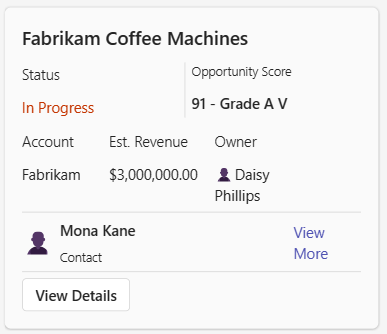 Fabrikam Coffee Machines
Status
Opportunity Score
In Progress
91 - Grade A V
Account Est. Revenue Owner
Fabrikam $3,000,000.00 Daisy
Phillips
Mona Kane
Contact
View
More
View Details